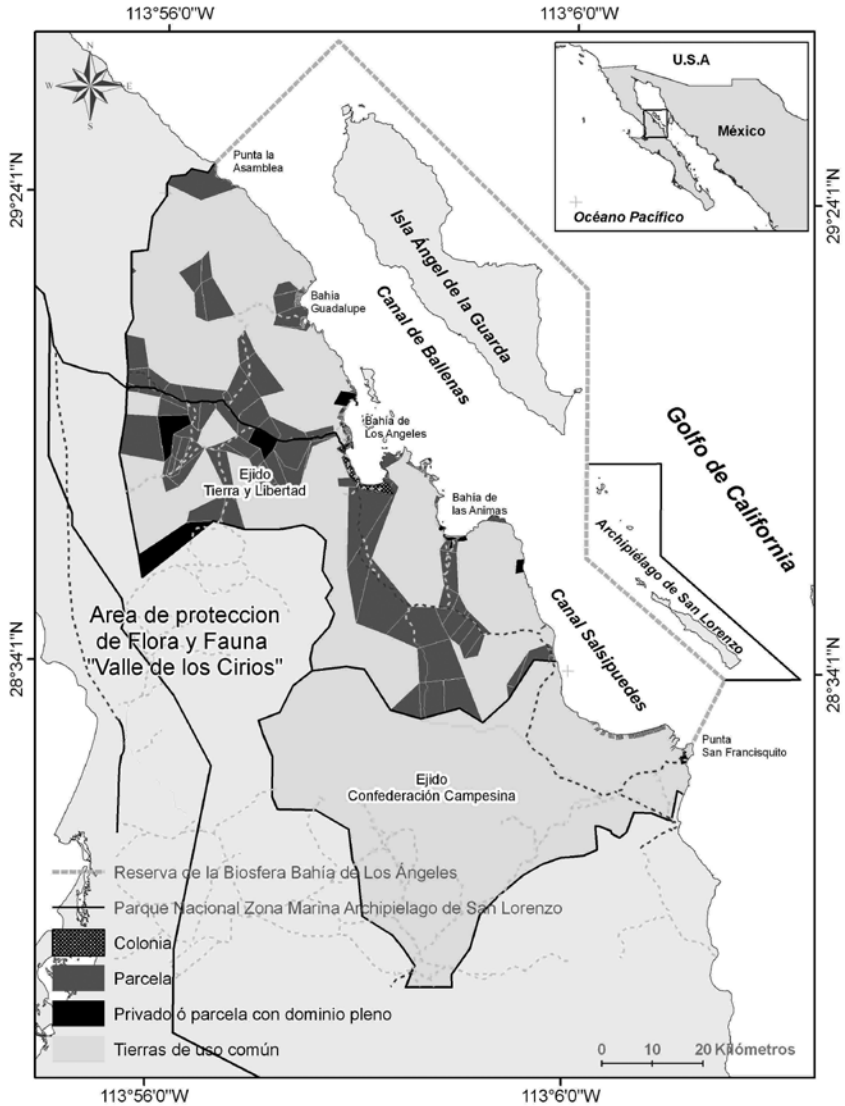 113°56'0"W
113°6'0"W
N
W
E
S
U.S.A
México
Océano Pacífico
29°24'1"N
29°24'1"N
Punta la
Asamblea
Isla Ángel de la Guarda
Canal de Ballenas
Bahia
Guadalupe
Bahía de
Los Angeles
Golfo de California
Ejido
Tierra y Libertad
Bahía de
las Animas
Archipiélago de San Lorenzo
Area de proteccion
de Flora y Fauna
"Valle de los Cirios"
Canal Salsipuedes
28°34'1"N
28°34'1"N
Punta
San Francisquito
Ejido
Confederación Campesina
Reserva de la Biosfera Bahía de Los Ángeles
Parque Nacional Zona Marina Archipielago de San Lorenzo
Colonia
Parcela
Privado ó parcela con dominio pleno
Tierras de uso común
0 10 20 Kilómetros
113°56'0"W
113°6'0"W